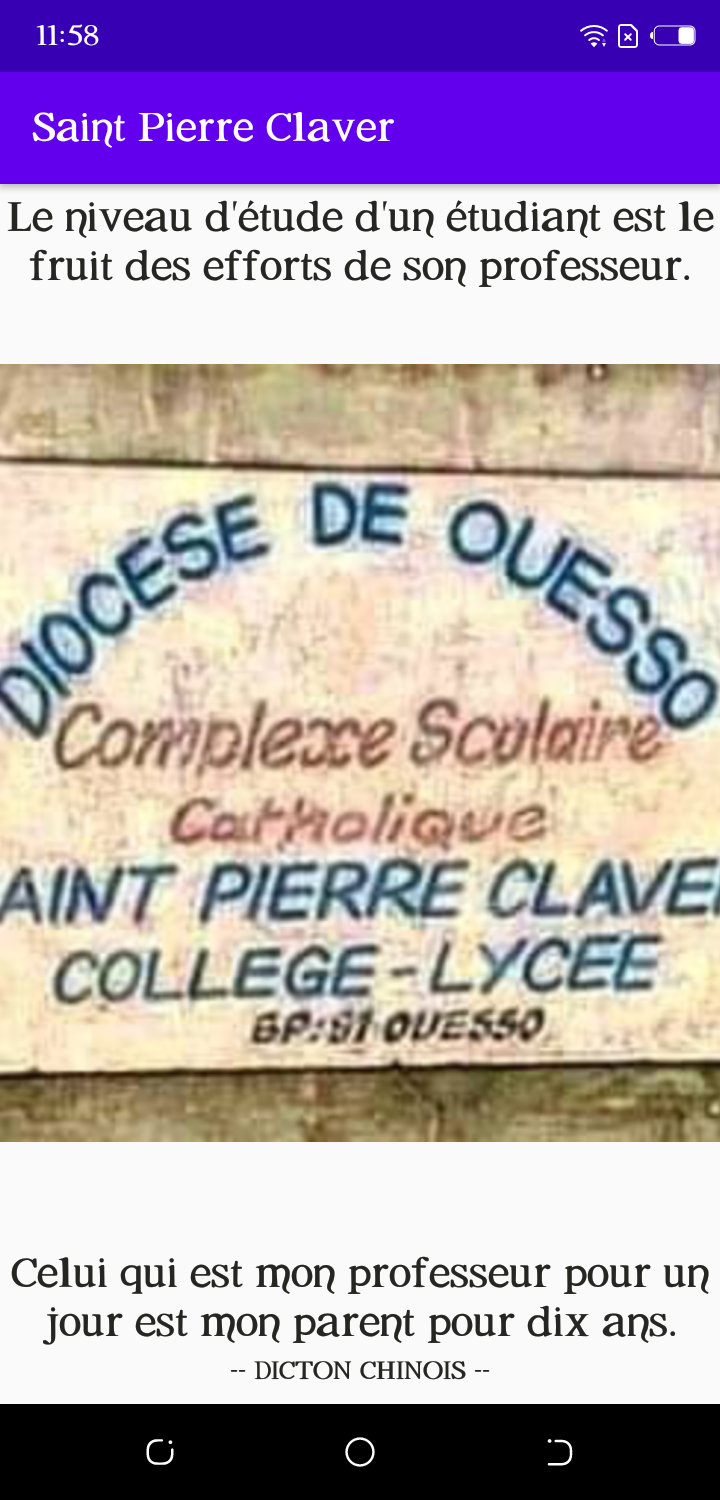 11:58
Saint Pierre Claver
Le niveau d'étude d'un étudiant est le
fruit des efforts de son professeur.
DIOCESE DE OUESSO
Complexe Scolaire
Catholique
AINT PIERRE CLAVE
COLLEGE-LYCEE
BP:91 OUESSO
Celui qui est mon professeur pour un
jour est mon parent pour dix ans.
-- DICTON CHINOIS --